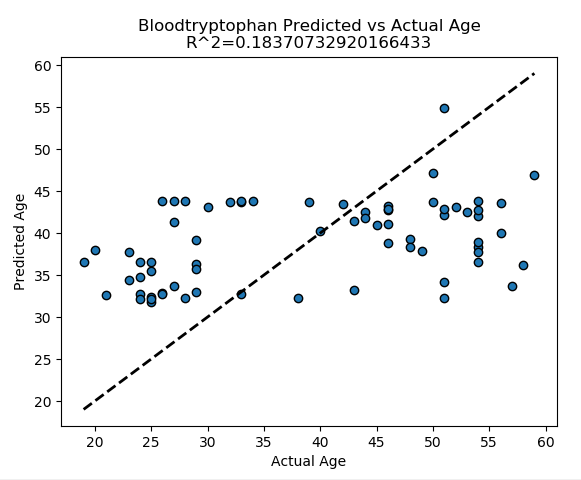 Bloodtryptophan Predicted vs Actual Age
R^2=0.18370732920166433
60
55
50
45
40
35
30
25
20
Predicted Age
20 25 30 35 40 45 50 55 60
Actual Age